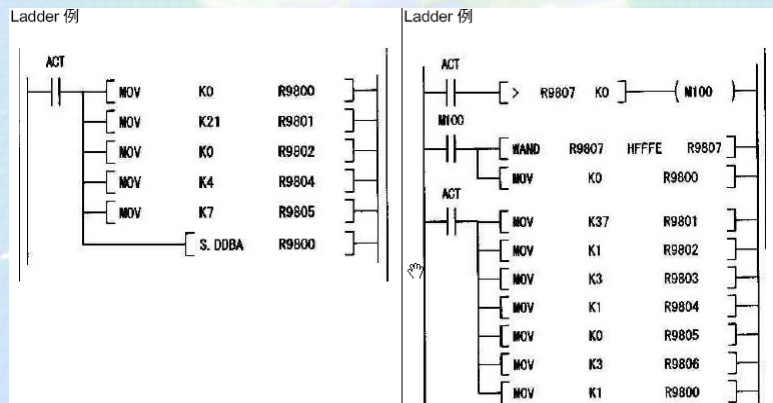 Ladder 例
ACT
MOV K0 R9800
MOV K21 R9801
MOV K0 R9802
MOV K4 R9804
MOV K7 R9805
S.DDBA R9800
Ladder 例
ACT
> R9807 K0 M100
M100
WAND R9807 HFFFE R9807
MOV K0 R9800
ACT
MOV K37 R9801
MOV K1 R9802
MOV K3 R9803
MOV K1 R9804
MOV K0 R9805
MOV K3 R9806
MOV K1 R9800